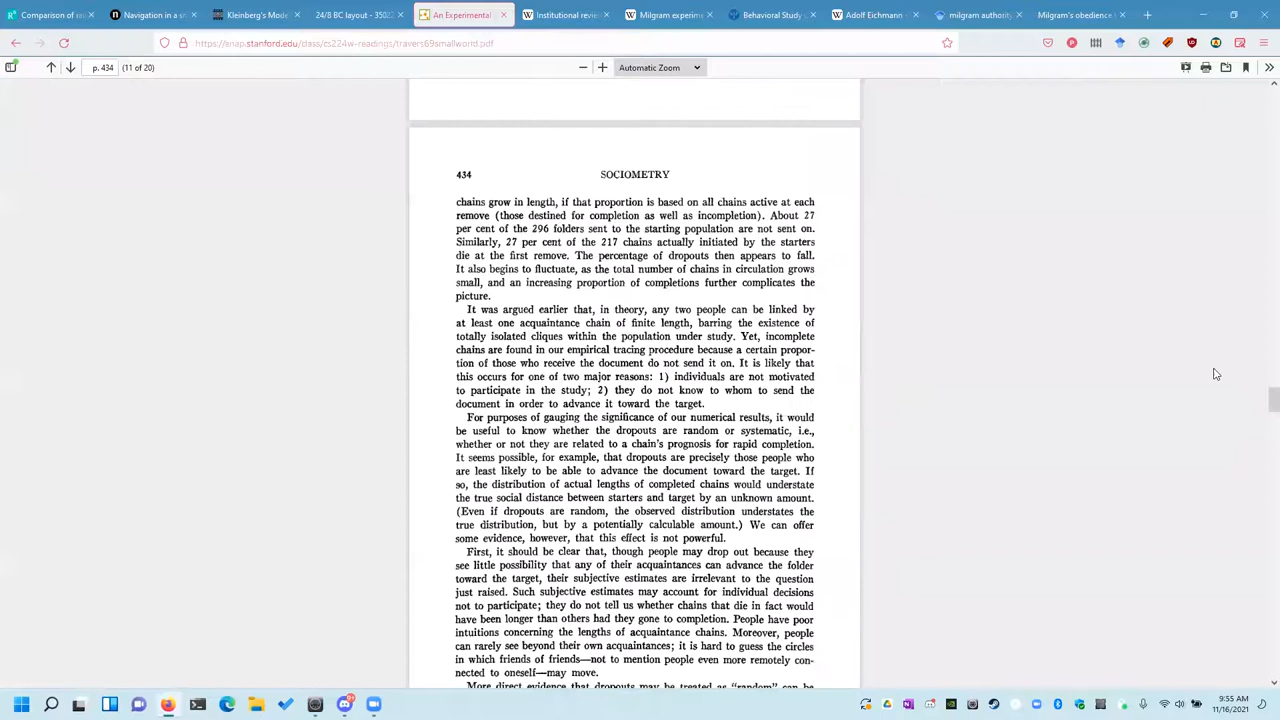 Comparison of ra
Navigation in a sm
Kleinberg's Mode
24/8 BC layout - 35022
An Experimental
Institutional revie
Milgram experime
Behavioral Study
Adolf Eichmann
milgram authority
Milgram's obedience
https://enap.stanford.edu/class/cs224w-readings/travers69smallworld.pdf
p. 434 (11 of 20)
Automatic Zoom
434 SOCIOMETRY
chains grow in length, if that proportion is based on all chains active at each
remove (those destined for completion as well as incompletion). About 27
per cent of the 296 folders sent to the starting population are not sent on.
Similarly, 27 per cent of the 217 chains actually initiated by the starters
die at the first remove. The percentage of dropouts then appears to fall.
It also begins to fluctuate, as the total number of chains in circulation grows
small, and an increasing proportion of completions further complicates the
picture.
It was argued earlier that, in theory, any two people can be linked by
at least one acquaintance chain of finite length, barring the existence of
totally isolated cliques within the population under study. Yet, incomplete
chains are found in our empirical tracing procedure because a certain propor-
tion of those who receive the document do not send it on. It is likely that
this occurs for one of two major reasons: 1) individuals are not motivated
to participate in the study; 2) they do not know to whom to send the
document in order to advance it toward the target.
For purposes of gauging the significance of our numerical results, it would
be useful to know whether the dropouts are random or systematic, i.e.,
whether or not they are related to a chain's prognosis for rapid completion.
It seems possible, for example, that dropouts are precisely those people who
are least likely to be able to advance the document toward the target. If
so, the distribution of actual lengths of completed chains would understate
the true social distance between starters and target by an unknown amount.
(Even if dropouts are random, the observed distribution understates the
true distribution, but by a potentially calculable amount.) We can offer
some evidence, however, that this effect is not powerful.
First, it should be clear that, though people may drop out because they
see little possibility that any of their acquaintances can advance the folder
toward the target, their subjective estimates are irrelevant to the question
just raised. Such subjective estimates may account for individual decisions
not to participate; they do not tell us whether chains that die in fact would
have been longer than others had they gone to completion. People have poor
intuitions concerning the lengths of acquaintance chains. Moreover, people
can rarely see beyond their own acquaintances; it is hard to guess the circles
in which friends of friends—not to mention people even more remotely con-
nected to oneself—may move.
More direct evidence that dropouts may be treated as "random" can be
9:55 AM
11/16/2021